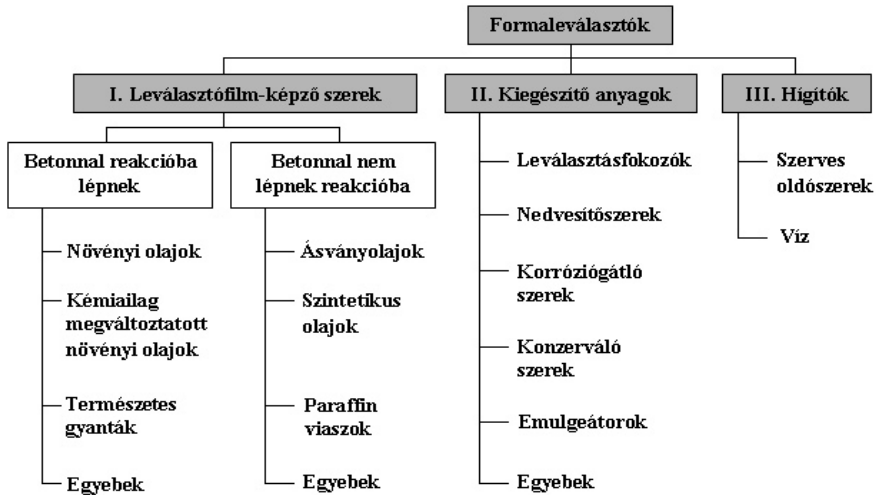 Formaleválasztók
I. Leválasztófilm-képző szerek
II. Kiegészítő anyagok
III. Hígítók
Betonnal reakcióba
lépnek
Betonnal nem
lépnek reakcióba
Növényi olajok
Kémiailag
megváltoztatott
növényi olajok
Természetes
gyanták
Egyebek
Ásványolajok
Szintetikus
olajok
Paraffin
viaszok
Egyebek
Leválasztásfokozók
Nedvesítőszerek
Korróziógátló
szerek
Konzerváló
szerek
Emulgeátorok
Egyebek
Szerves
oldószerek
Víz